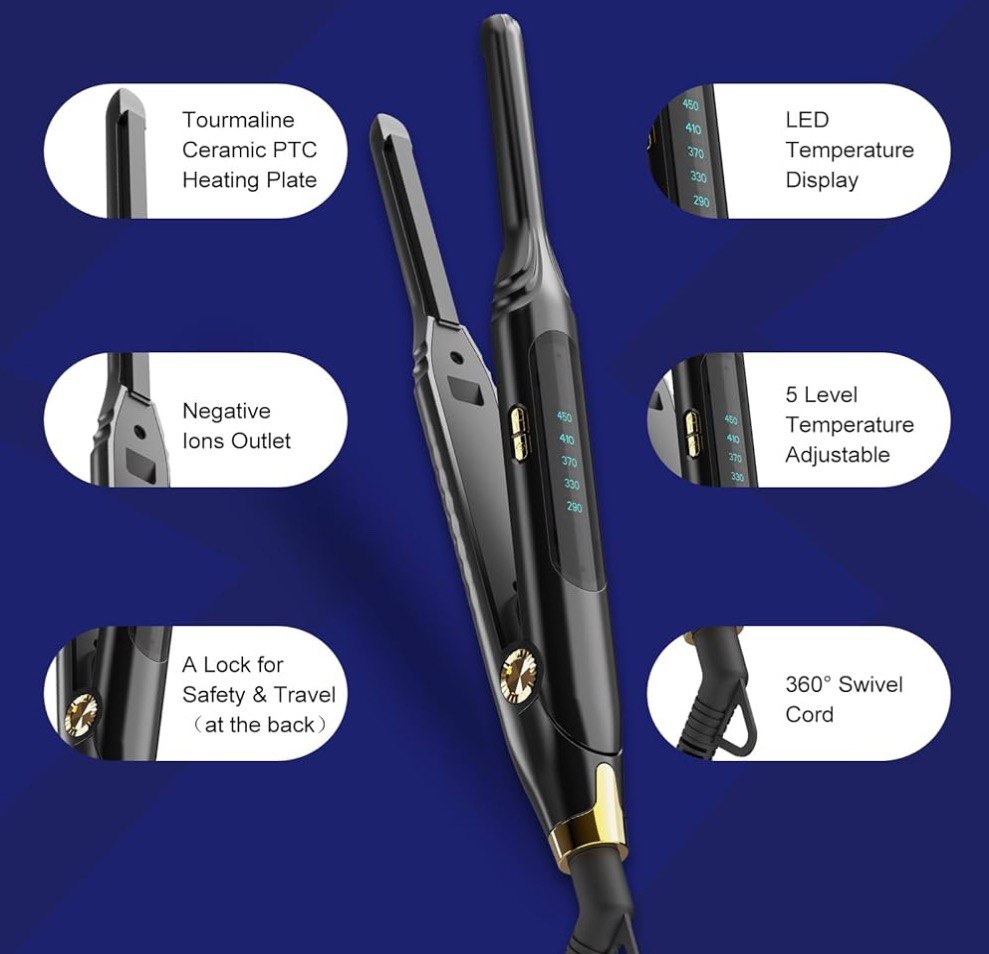 Tourmaline
Ceramic PTC
Heating Plate
450
410
370
330
290
LED
Temperature
Display
450
410
370
330
290
Negative
Ions Outlet
450
410
370
330
5 Level
Temperature
Adjustable
A Lock for
Safety & Travel
（at the back）
360° Swivel
Cord